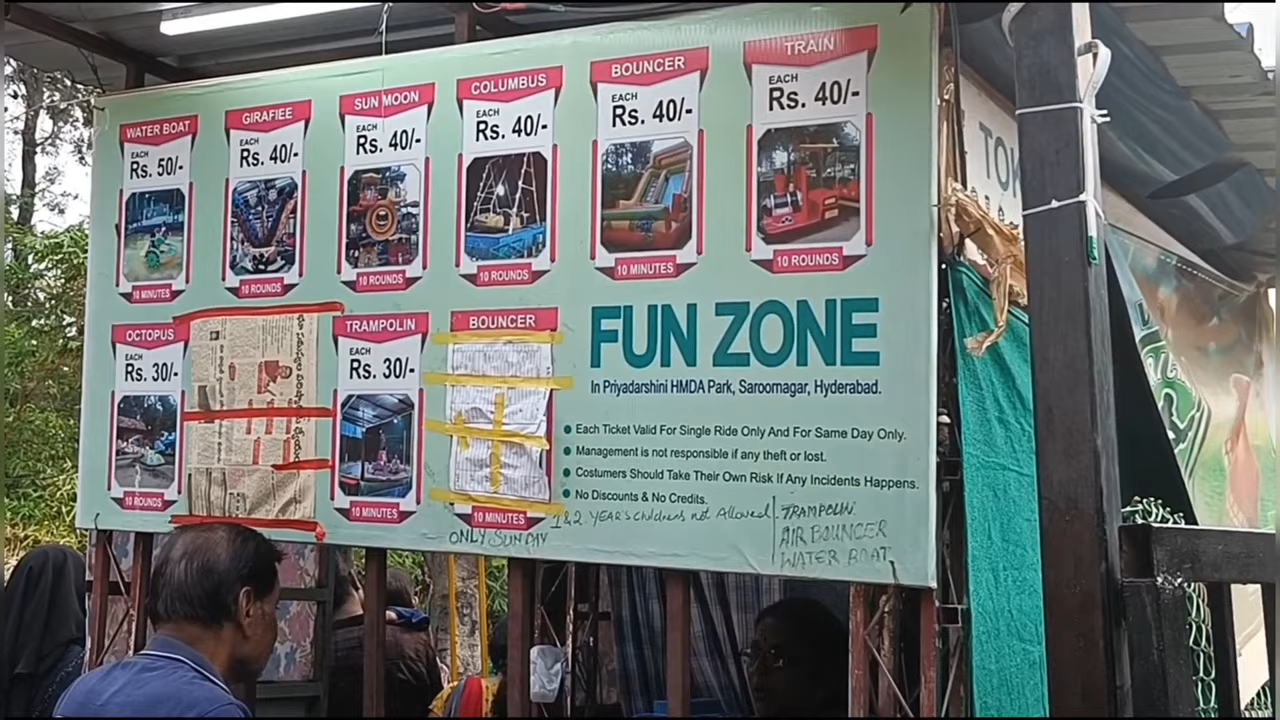 WATER BOAT
EACH
Rs. 50/-
10 MINUTES
GIRAFIEE
EACH
Rs. 40/-
10 ROUNDS
SUN MOON
EACH
Rs. 40/-
10 ROUNDS
COLUMBUS
EACH
Rs. 40/-
10 ROUNDS
BOUNCER
EACH
Rs. 40/-
10 MINUTES
TRAIN
EACH
Rs. 40/-
10 ROUNDS
OCTOPUS
EACH
Rs. 30/-
10 ROUNDS
TRAMPOLIN
EACH
Rs. 30/-
10 MINUTES
BOUNCER
10 MINUTES
ONLY SUNDAY
FUN ZONE
In Priyadarshini HMDA Park, Saroornagar, Hyderabad.
Each Ticket Valid For Single Ride Only And For Same Day Only.
Management is not responsible if any theft or lost.
Costumers Should Take Their Own Risk If Any Incidents Happens.
No Discounts & No Credits.
1&2 YEAR'S childrens not Allowed
TRAMPOLIN
AIR BOUNCER
WATER BOAT